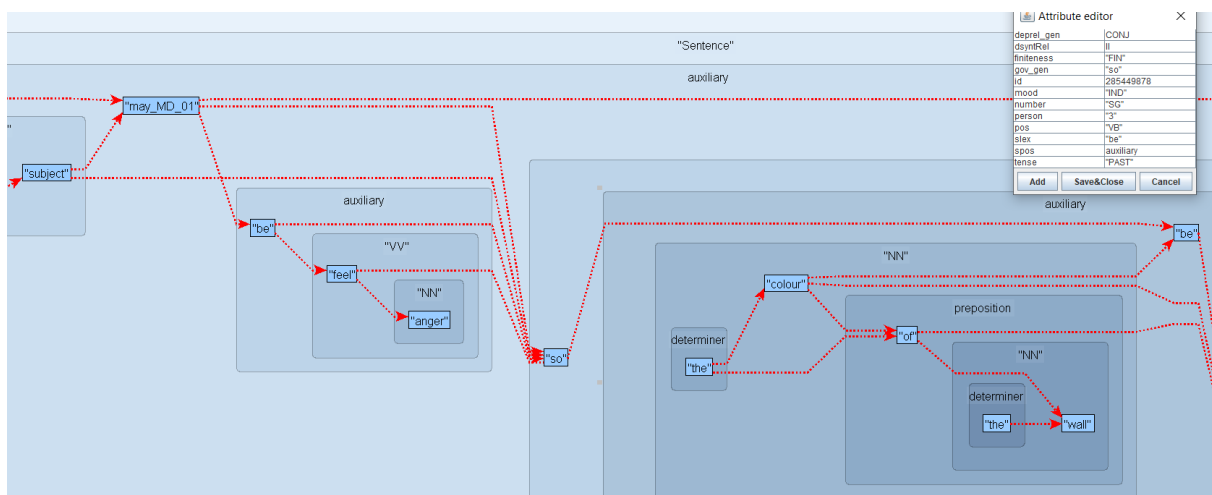 Attribute editor
deprel_gen CONJ
dsyntRel II
finiteness "FIN"
gov_gen "so"
id 285449878
mood "IND"
number "SG"
person "3"
pos "VB"
slex "be"
spos auxiliary
tense "PAST"
Add Save&Close Cancel
"Sentence"
auxiliary
"may_MD_01"
"
"subject"
auxiliary
"be"
"VV"
"feel"
"NN"
"anger"
"so"
auxiliary
"be"
"NN"
"colour"
determiner
"the"
preposition
"of"
"NN"
determiner
"the"
"wall"